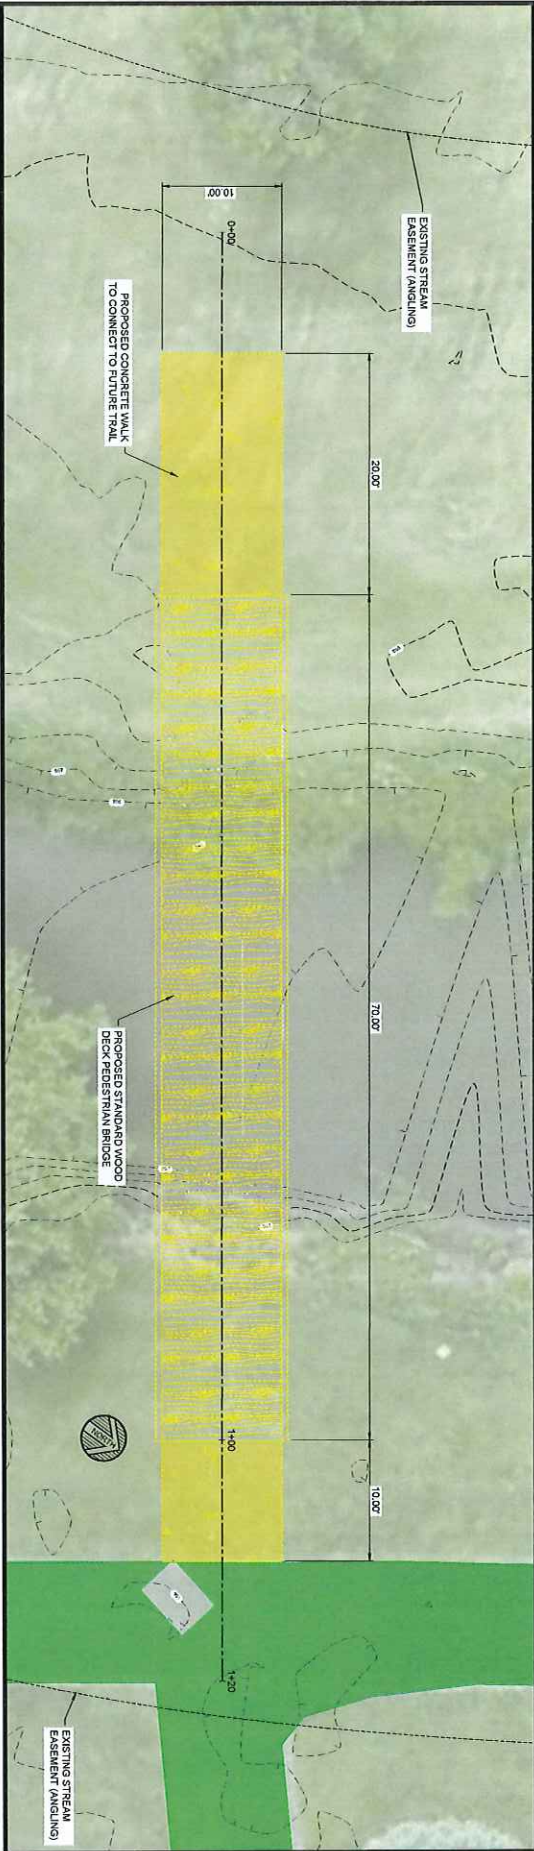 EXISTING STREAM
EASEMENT (ANGLING)
10.00'
0+00
PROPOSED CONCRETE WALK
TO CONNECT TO FUTURE TRAIL
20.00'
70.00'
PROPOSED STANDARD WOOD
DECK PEDESTRIAN BRIDGE
1+00
NORTH
10.00'
1+20
EXISTING STREAM
EASEMENT (ANGLING)